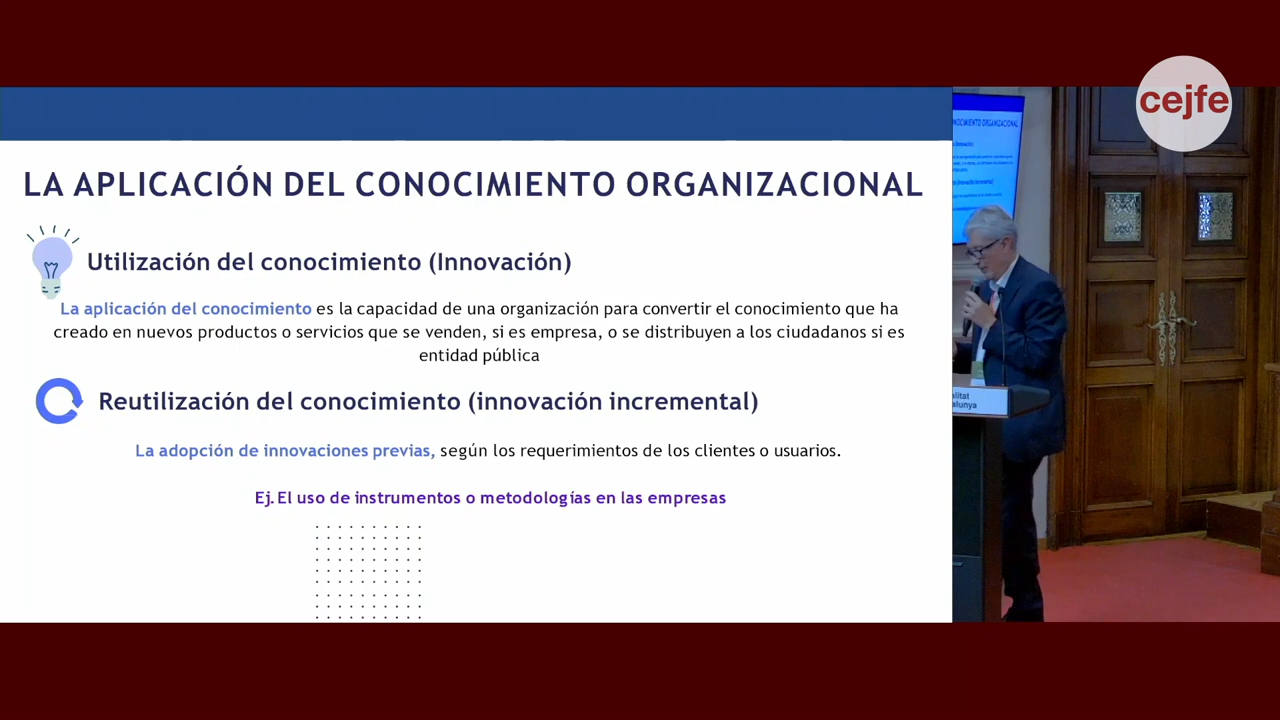 cejfe
LA APLICACIÓN DEL CONOCIMIENTO ORGANIZACIONAL
Utilización del conocimiento (Innovación)
La aplicación del conocimiento es la capacidad de una organización para convertir el conocimiento que ha
creado en nuevos productos o servicios que se venden, si es empresa, o se distribuyen a los ciudadanos si es
entidad pública
Reutilización del conocimiento (innovación incremental)
La adopción de innovaciones previas, según los requerimientos de los clientes o usuarios.
Ej. El uso de instrumentos o metodologías en las empresas